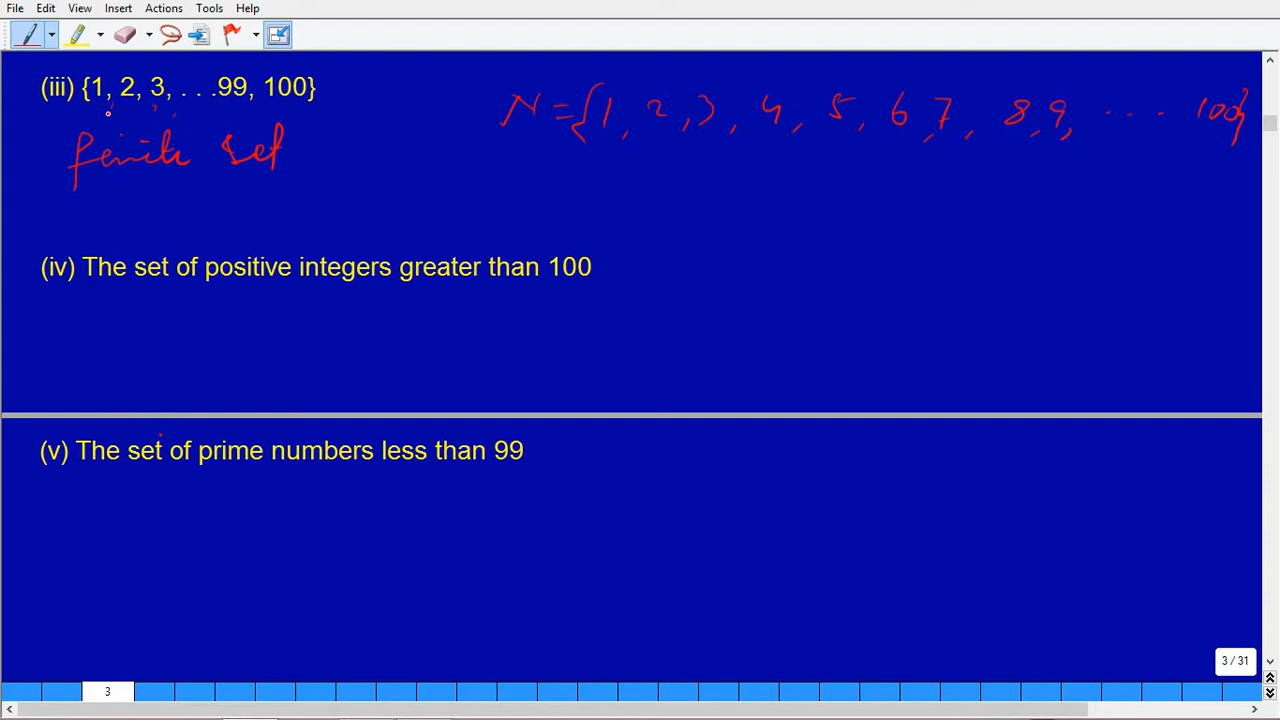 File Edit View Insert Actions Tools Help
(iii) {1, 2, 3, . . .99, 100}
N = {1, 2, 3, 4, 5, 6, 7, 8, 9, ... 100}
finite set
(iv) The set of positive integers greater than 100
(v) The set of prime numbers less than 99
3 / 31
3